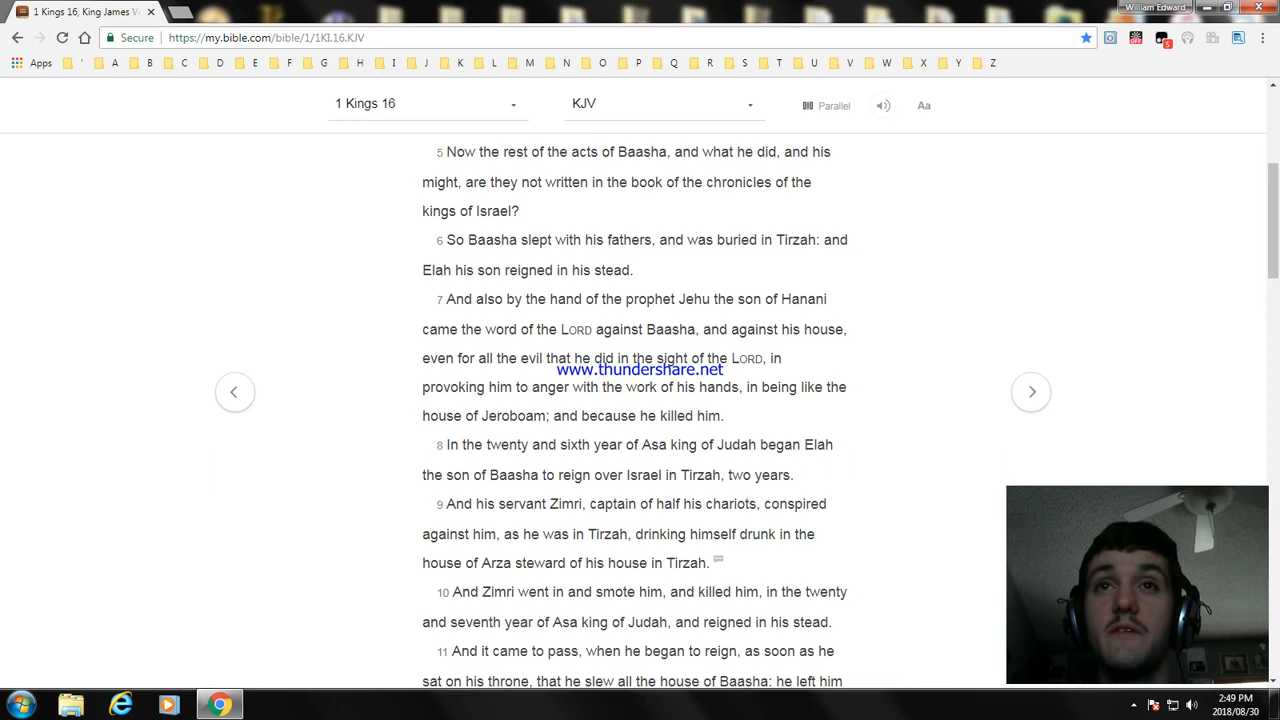 1 Kings 16, King James V
William Edward
Secure
https://my.bible.com/bible/1/1KI.16.KJV
5
Apps ' A B C D E F G H I J K L M N O P Q R S T U V W X Y Z
1 Kings 16
KJV
Parallel
Aa
5 Now the rest of the acts of Baasha, and what he did, and his
might, are they not written in the book of the chronicles of the
kings of Israel?
6 So Baasha slept with his fathers, and was buried in Tirzah: and
Elah his son reigned in his stead.
7 And also by the hand of the prophet Jehu the son of Hanani
came the word of the LORD against Baasha, and against his house,
even for all the evil that he did in the sight of the LORD, in
www.thundershare.net
provoking him to anger with the work of his hands, in being like the
house of Jeroboam; and because he killed him.
8 In the twenty and sixth year of Asa king of Judah began Elah
the son of Baasha to reign over Israel in Tirzah, two years.
9 And his servant Zimri, captain of half his chariots, conspired
against him, as he was in Tirzah, drinking himself drunk in the
house of Arza steward of his house in Tirzah.
10 And Zimri went in and smote him, and killed him, in the twenty
and seventh year of Asa king of Judah, and reigned in his stead.
11 And it came to pass, when he began to reign, as soon as he
sat on his throne, that he slew all the house of Baasha: he left him
2:49 PM
2018/08/30